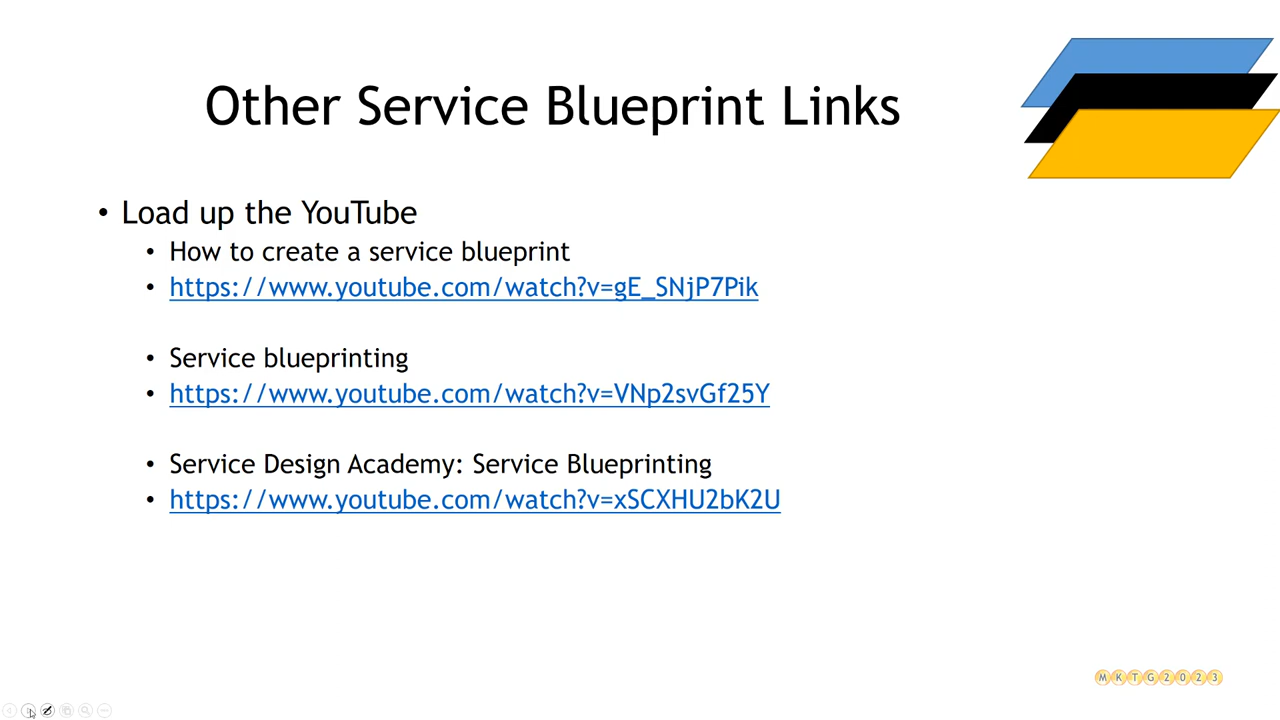 Other Service Blueprint Links
• Load up the YouTube
• How to create a service blueprint
• https://www.youtube.com/watch?v=gE_SNjP7Pik
• Service blueprinting
• https://www.youtube.com/watch?v=VNp2svGf25Y
• Service Design Academy: Service Blueprinting
• https://www.youtube.com/watch?v=xSCXHU2bK2U
MKTG2023